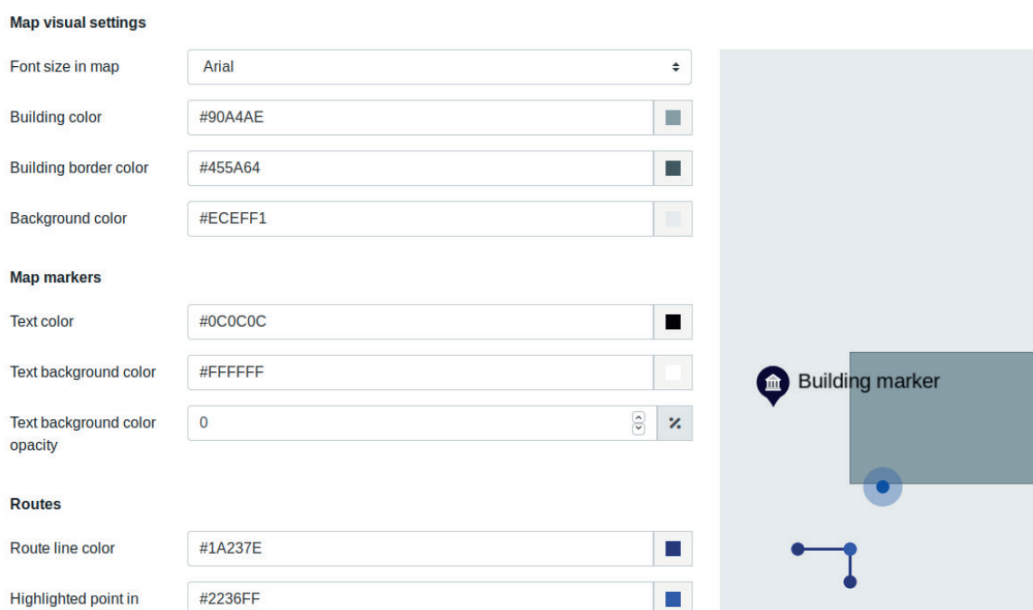 Map visual settings
Font size in map
Arial
Building color
#90A4AE
Building border color
#455A64
Background color
#ECEFF1
Map markers
Text color
#0C0C0C
Text background color
#FFFFFF
Text background color
opacity
0
%
Building marker
Routes
Route line color
#1A237E
Highlighted point in
#2236FF